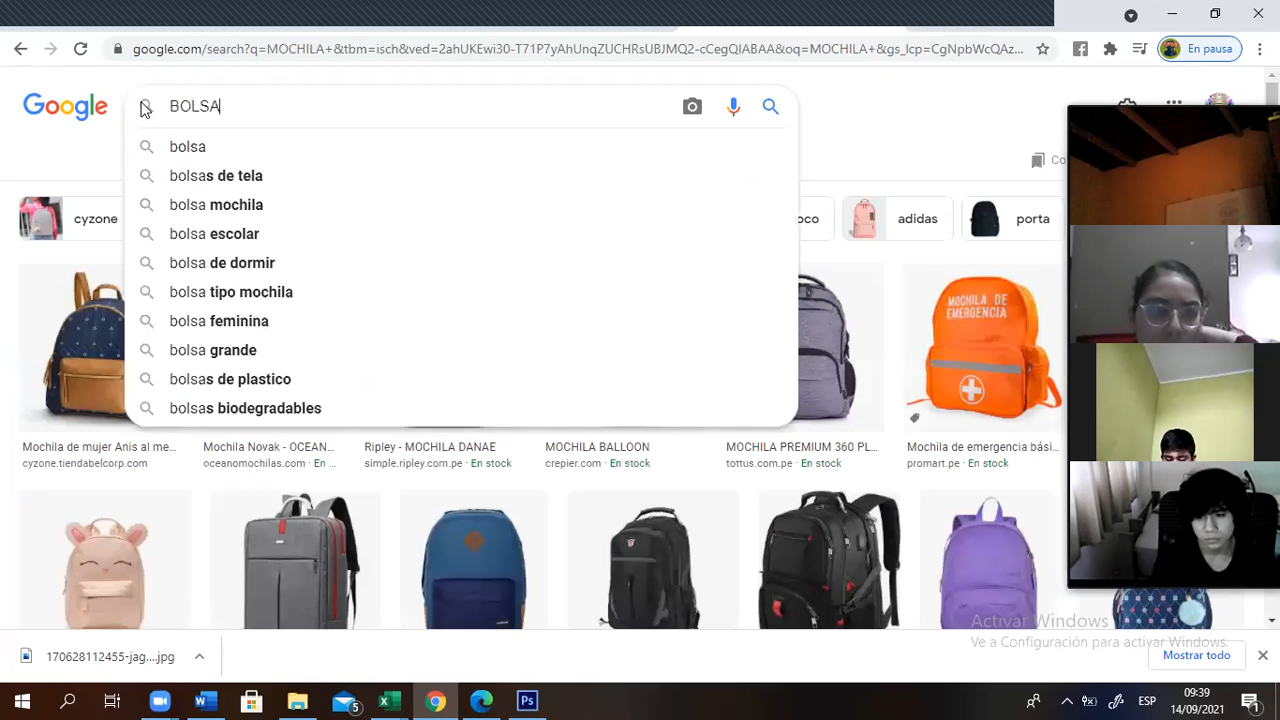 google.com/search?q=MOCHILA+&tbm=isch&ved=2ahUKEwi30-T71P7yAhUnqZUCHRsUBJMQ2-cCegQIABAA&oq=MOCHILA+&gs_lcp=CgNpbWcQAz...
En pausa
Google
BOLSA
bolsa
bolsas de tela
bolsa mochila
bolsa escolar
bolsa de dormir
bolsa tipo mochila
bolsa feminina
bolsa grande
bolsas de plastico
bolsas biodegradables
Co
cyzone
oco
adidas
porta
MOCHILA DE
EMERGENCIA
Mochila de mujer Anis al me...
cyzone.tiendabelcorp.com
Mochila Novak - OCEAN...
oceanomochilas.com · En ...
Ripley - MOCHILA DANAE
simple.ripley.com.pe · En stock
MOCHILA BALLOON
crepier.com · En stock
MOCHILA PREMIUM 360 PL...
tottus.com.pe · En stock
Mochila de emergencia bási...
promart.pe · En stock
Activar Windows
Ve a Configuración para activar Windows.
170628112455-jag....jpg
Mostrar todo
5
ESP
09:39
14/09/2021
1